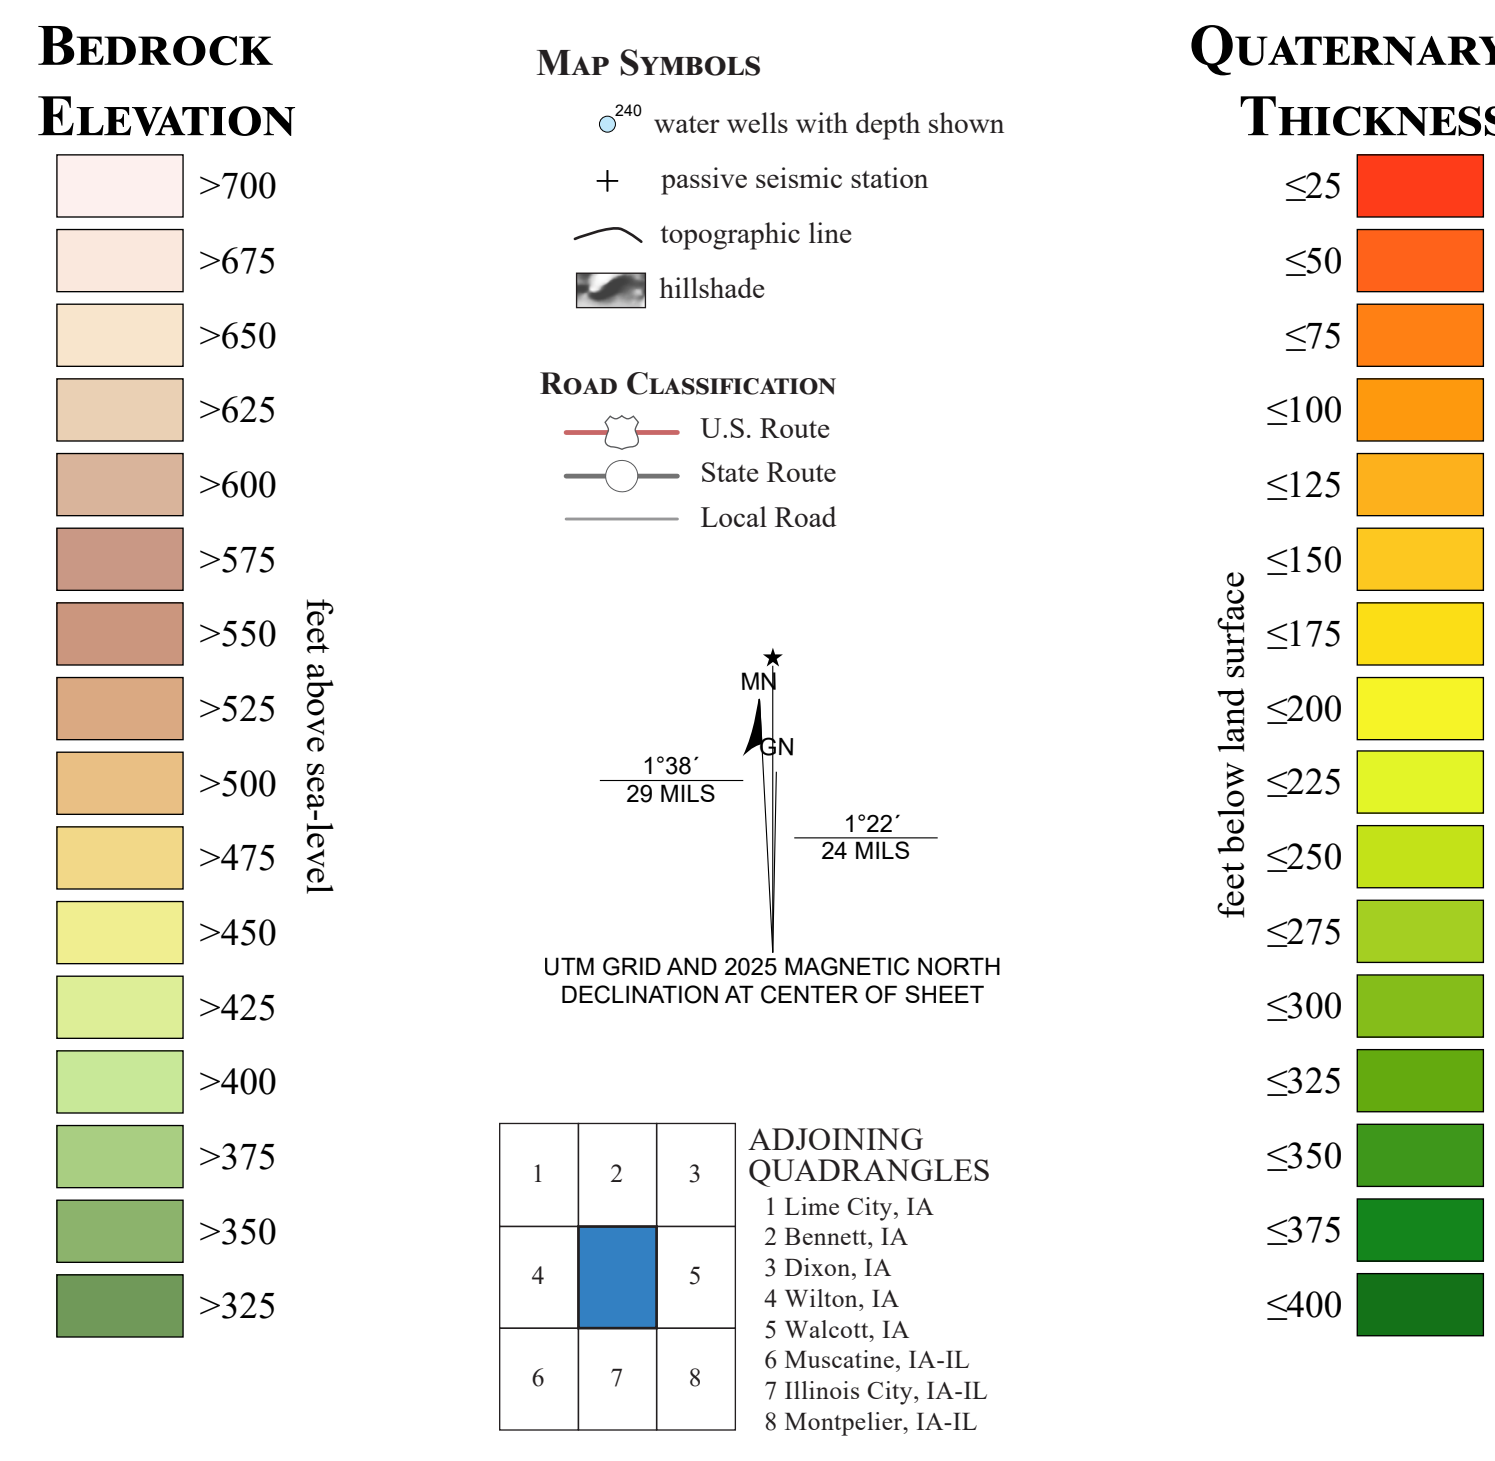 BEDROCK
ELEVATION
>700
>675
>650
>625
>600
>575
>550
>525
>500
>475
>450
>425
>400
>375
>350
>325
feet above sea-level
MAP SYMBOLS
240
water wells with depth shown
passive seismic station
topographic line
hillshade
ROAD CLASSIFICATION
U.S. Route
State Route
Local Road
MN
GN
1°38´
29 MILS
1°22´
24 MILS
UTM GRID AND 2025 MAGNETIC NORTH
DECLINATION AT CENTER OF SHEET
1 2 3
4 5
6 7 8
ADJOINING
QUADRANGLES
1 Lime City, IA
2 Bennett, IA
3 Dixon, IA
4 Wilton, IA
5 Walcott, IA
6 Muscatine, IA-IL
7 Illinois City, IA-IL
8 Montpelier, IA-IL
QUATERNARY
THICKNESS
≤25
≤50
≤75
≤100
≤125
≤150
≤175
≤200
≤225
≤250
≤275
≤300
≤325
≤350
≤375
≤400
feet below land surface